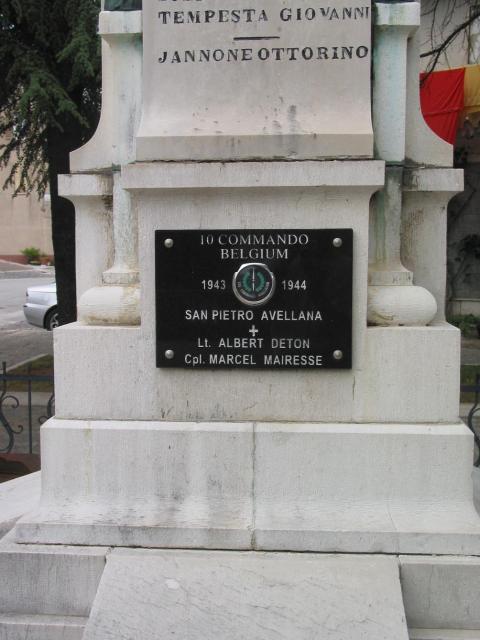 TEMPESTA GIOVANNI
JANNONE OTTORINO
10 COMMANDO
BELGIUM
1943 1944
SAN PIETRO AVELLANA
Lt. ALBERT DETON
Cpl. MARCEL MAIRESSE